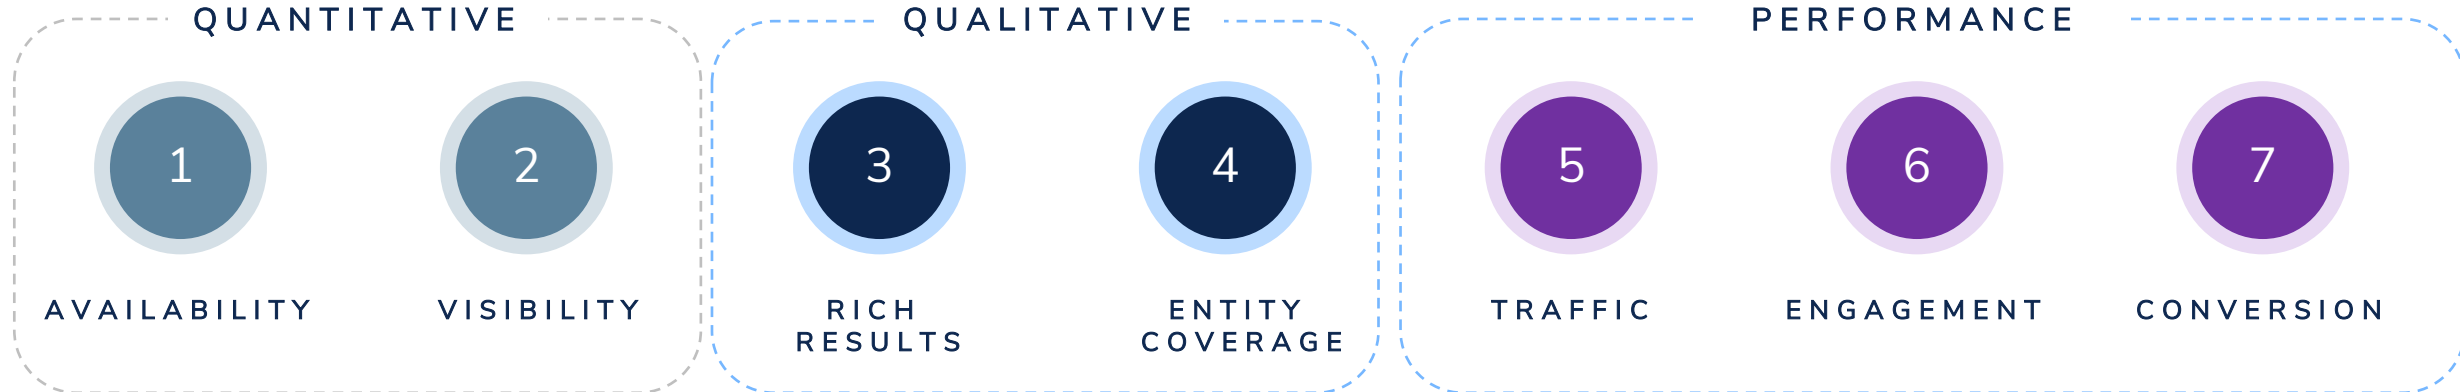 QUANTITATIVE
1
2
AVAILABILITY
VISIBILITY
QUALITATIVE
3
4
RICH
RESULTS
ENTITY
COVERAGE
PERFORMANCE
5
6
7
TRAFFIC
ENGAGEMENT
CONVERSION